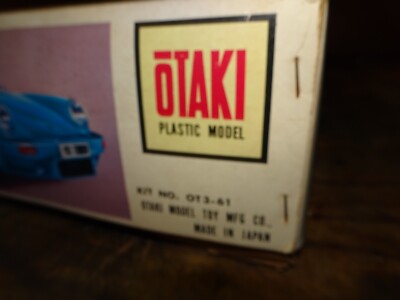 ŌTAKI
PLASTIC MODEL
KIT NO. OT3-61
OTAKI MODEL TOY MFG CO.,
MADE IN JAPAN